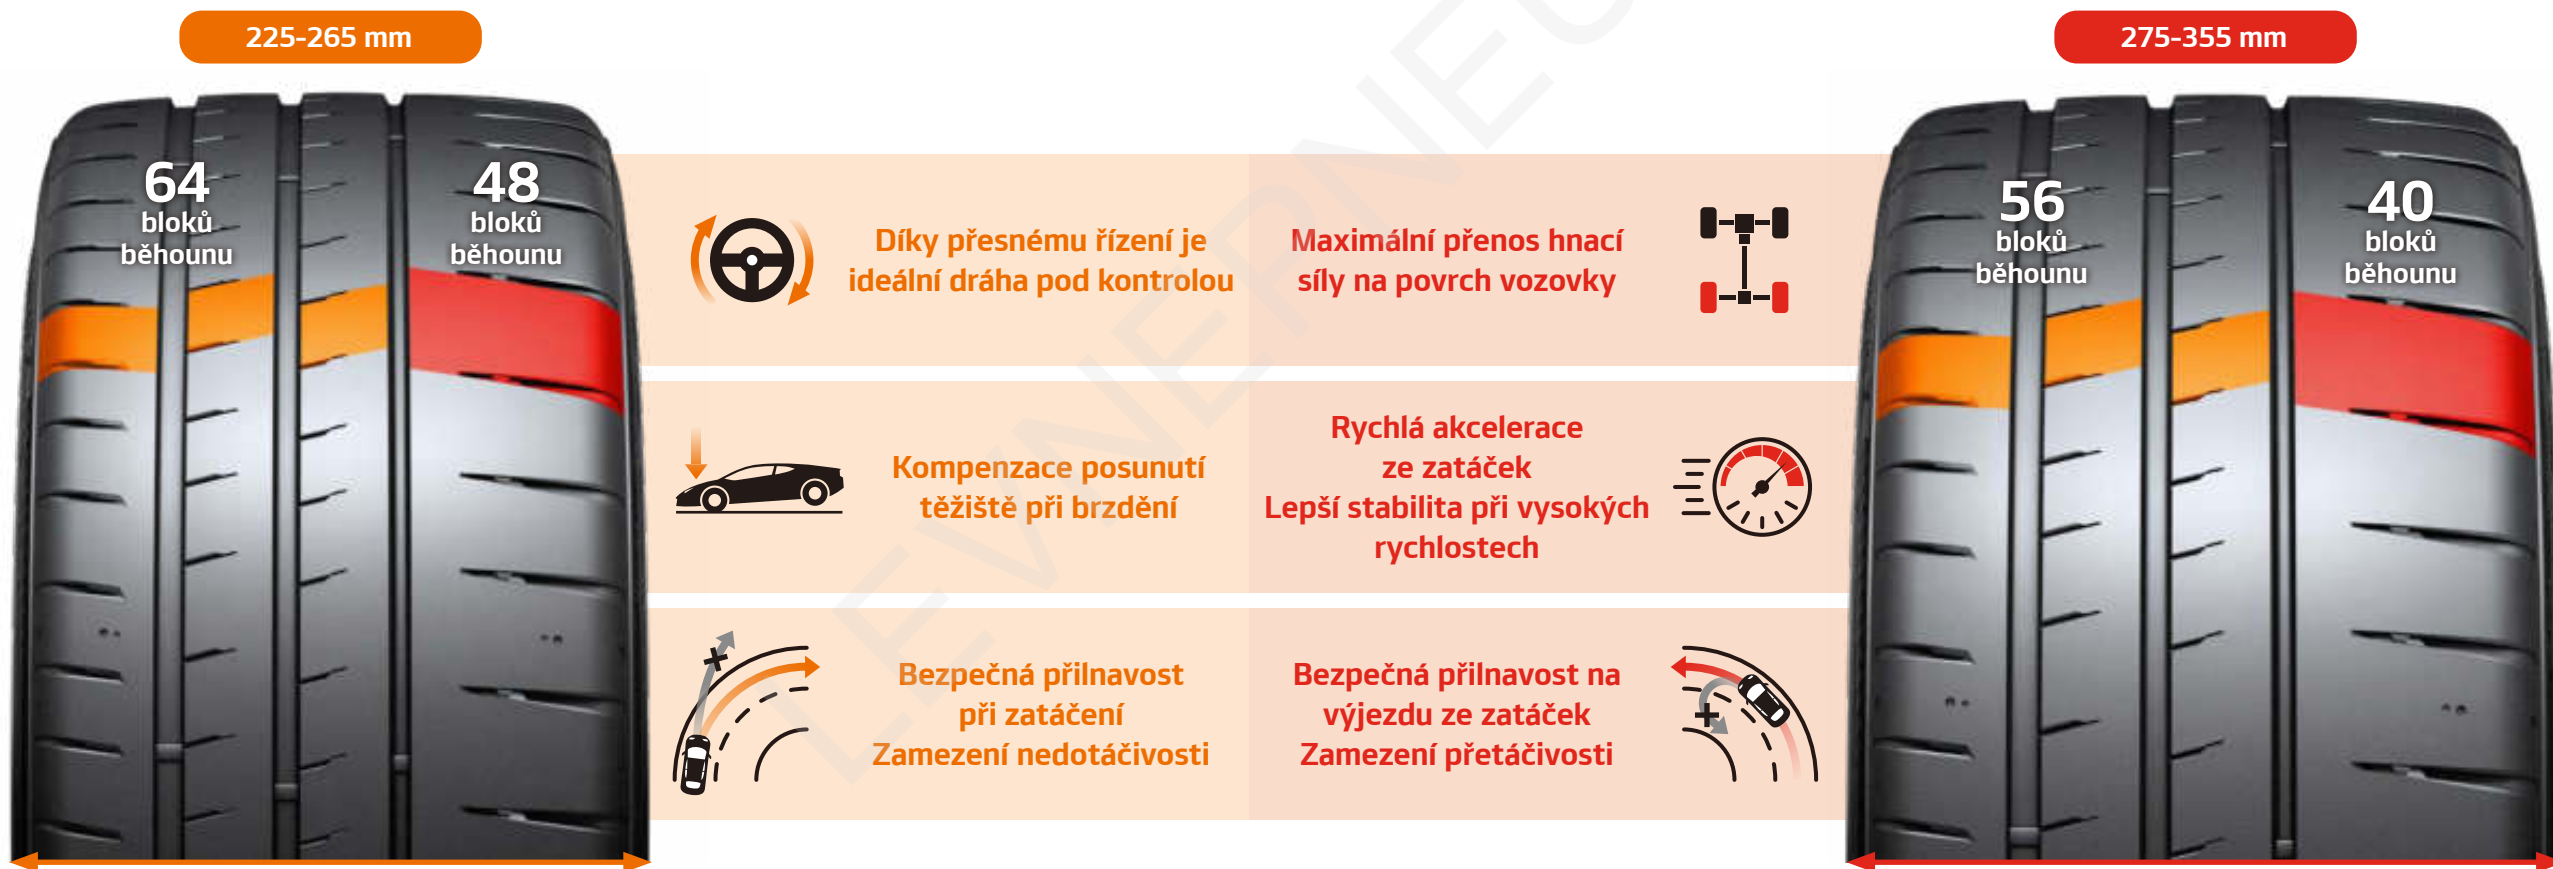 225-265 mm
275-355 mm
64
bloků
běhounu
48
bloků
běhounu
Díky přesnému řízení je
ideální dráha pod kontrolou
Maximální přenos hnací
síly na povrch vozovky
56
bloků
běhounu
40
bloků
běhounu
Kompenzace posunutí
těžiště při brzdění
Rychlá akcelerace
ze zatáček
Lepší stabilita při vysokých
rychlostech
Bezpečná přilnavost
při zatáčení
Zamezení nedotáčivosti
Bezpečná přilnavost na
výjezdu ze zatáček
Zamezení přetáčivosti